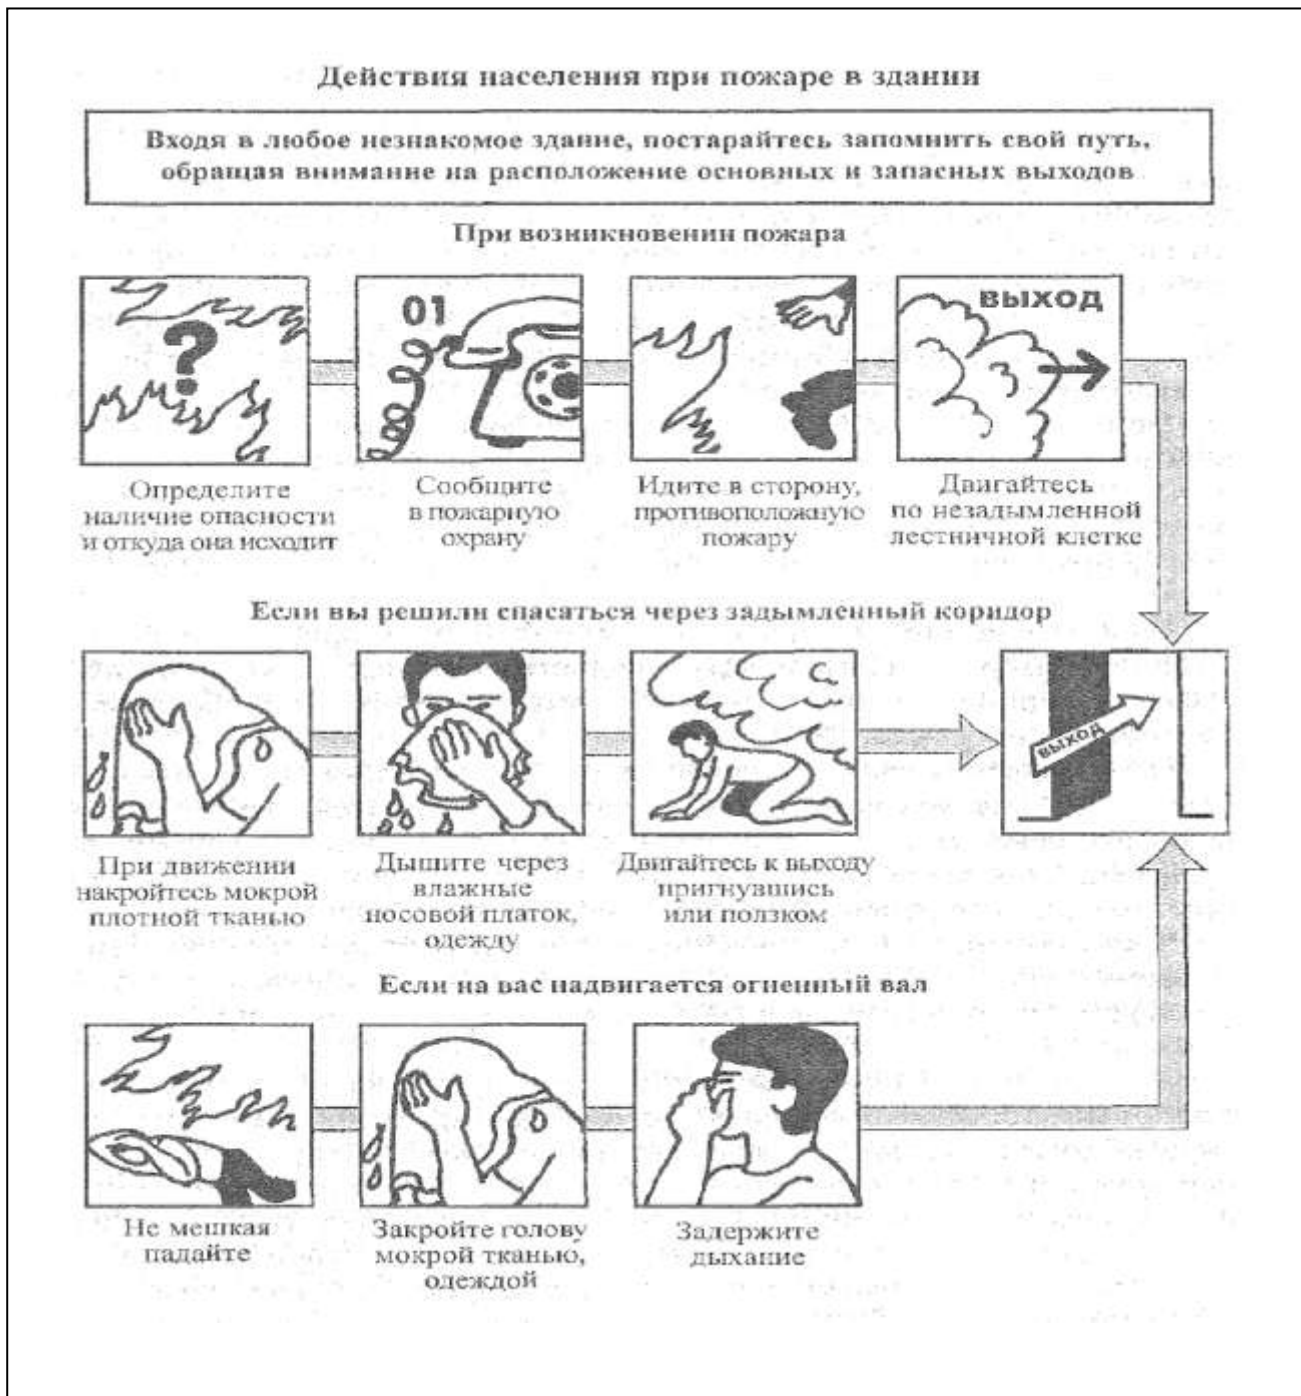 Действия населения при пожаре в здании
Входя в любое незнакомое здание, постарайтесь запомнить свой путь,
обращая внимание на расположение основных и запасных выходов
При возникновении пожара
01
ВЫХОД
Определите
наличие опасности
и откуда она исходит
Сообщите
в пожарную
охрану
Идите в сторону,
противоположную
пожару
Двигайтесь
по незадымленной
лестничной клетке
Если вы решили спасаться через задымленный коридор
ВЫХОД
При движении
накройтесь мокрой
плотной тканью
Дышите через
влажные
носовой платок,
одежду
Двигайтесь к выходу
пригнувшись
или ползком
Если на вас надвигается огненный вал
Не мешкая
падайте
Закройте голову
мокрой тканью,
одеждой
Задержите
дыхание